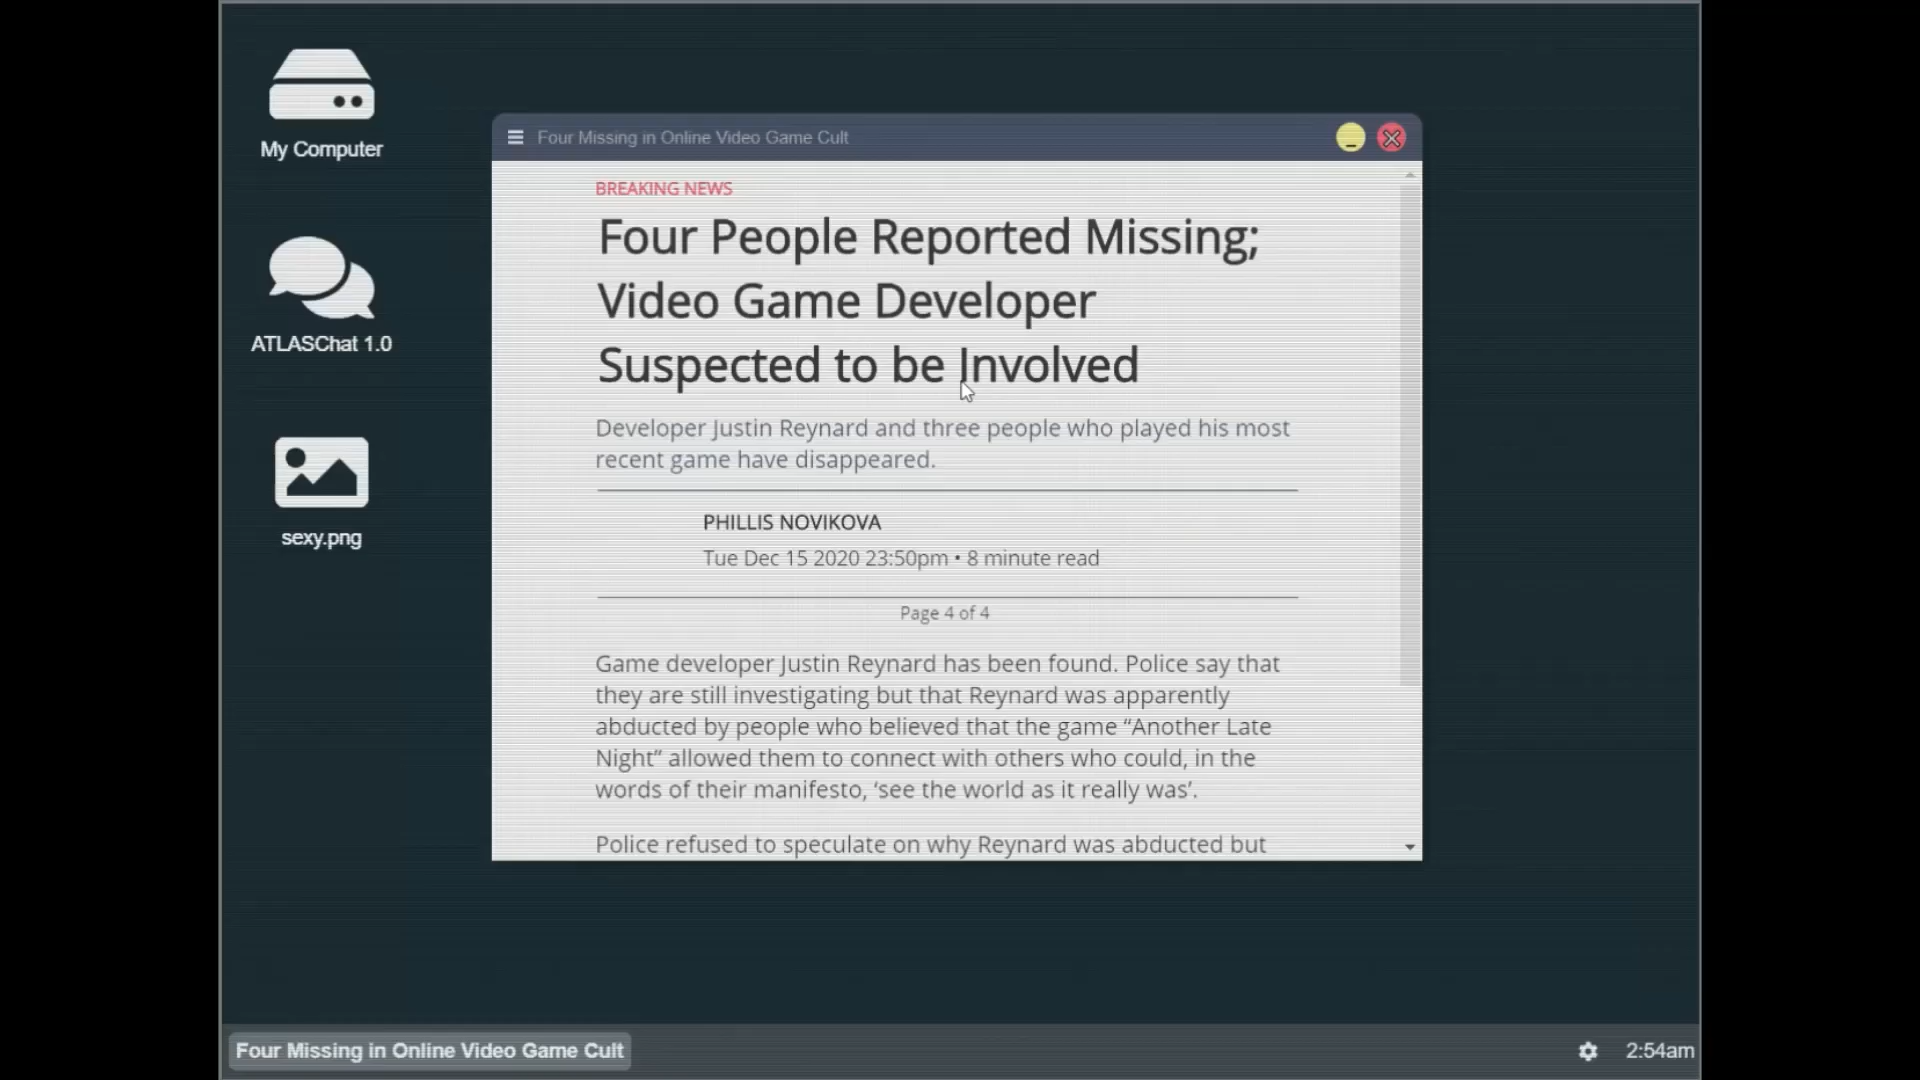 My Computer
ATLASChat 1.0
sexy.png
Four Missing in Online Video Game Cult
BREAKING NEWS
Four People Reported Missing;
Video Game Developer
Suspected to be Involved
Developer Justin Reynard and three people who played his most
recent game have disappeared.
PHILLIS NOVIKOVA
Tue Dec 15 2020 23:50pm • 8 minute read
Page 4 of 4
Game developer Justin Reynard has been found. Police say that
they are still investigating but that Reynard was apparently
abducted by people who believed that the game “Another Late
Night” allowed them to connect with others who could, in the
words of their manifesto, ‘see the world as it really was’.
Police refused to speculate on why Reynard was abducted but
Four Missing in Online Video Game Cult
2:54am